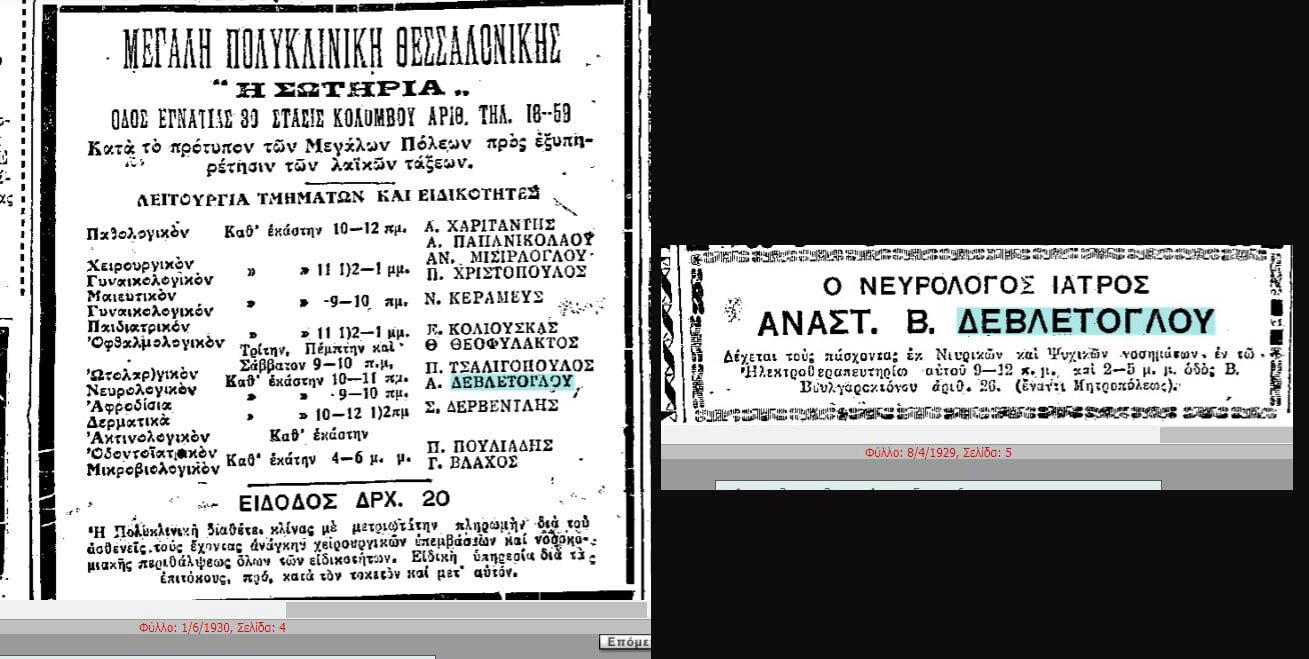 ΜΕΓΑΛΗ ΠΟΛΥΚΛΙΝΙΚΗ ΘΕΣΣΑΛΟΝΙΚΗΣ
“ Η ΣΩΤΗΡΙΑ „
ΟΔΟΣ ΕΓΝΑΤΙΑΣ 30 ΣΤΑΣΙΣ ΚΟΛΟΜΒΟΥ ΑΡΙΘ. ΤΗΛ. 18--59
Κατὰ τὸ πρότυπον τῶν Μεγάλων Πόλεων πρὸς ἐξυπη-
ρέτησιν τῶν λαϊκῶν τάξεων.
ΛΕΙΤΟΥΡΓΙΑ ΤΜΗΜΑΤΩΝ ΚΑΙ ΕΙΔΙΚΟΤΗΤΕΣ
Παθολογικὸν Καθ' ἑκάστην 10—12 πμ. Α. ΧΑΡΙΤΑΝΤΗΣ
Α. ΠΑΠΑΝΙΚΟΛΑΟΥ
Χειρουργικὸν ΑΝ. ΜΙΣΙΡΛΟΓΛΟΥ
Γυναικολογικὸν » » 11 1)2—1 μμ. Π. ΧΡΙΣΤΟΠΟΥΛΟΣ
Μαιευτικὸν
Γυναικολογικὸν » » -9—10 πμ. Ν. ΚΕΡΑΜΕΥΣ
Παιδιατρικὸν » » 11 1)2—1 μμ. Ε. ΚΟΛΙΟΥΣΚΑΣ
Ὀφθαλμολογικὸν Τρίτην, Πέμπτην καὶ Θ ΘΕΟΦΥΛΑΚΤΟΣ
Σάββατον 9—10 π.μ.
Ὠτολαρ)γικὸν Καθ' ἑκάστην 10—11 πμ. Π. ΤΣΑΛΙΓΟΠΟΥΛΟΣ
Νευρολογικὸν » » -9—10 πμ. Α. ΔΕΒΛΕΤΟΓΛΟΥ
Ἀφροδίσια
Δερματικὰ » » 10—12 1)2πμ Σ. ΔΕΡΒΕΝΤΛΗΣ
Ἀκτινολογικὸν Καθ' ἑκάστην
Ὀδοντοϊατρικὸν Π. ΠΟΥΛΙΑΔΗΣ
Μικροβιολογικὸν Καθ' ἑκάτην 4—6 μ. μ. Γ. ΒΛΑΧΟΣ
ΕΙΔΟΔΟΣ ΔΡΧ. 20
Ἡ Πολυκλινικὴ διαθέτει κλίνας μὲ πληρωμὴν διὰ τοὺ
ἀσθενεῖς τοὺς ἔχοντας ἀνάγκην χειρουργικῶν ἐπεμβάσεων καὶ νοσοκο-
μιακῆς περιθάλψεως ὅλων τῶν εἰδικοτήτων. Εἰδικὴ ὑπηρεσία διὰ τὰς
ἐπιτόκους, πρό, κατὰ τὸν τοκετὸν καὶ μετ' αὐτόν.
Φύλλο: 1/6/1930, Σελίδα: 4
Επόμε
Ο ΝΕΥΡΟΛΟΓΟΣ ΙΑΤΡΟΣ
ΑΝΑΣΤ. Β. ΔΕΒΛΕΤΟΓΛΟΥ
Δέχεται τοὺς πάσχοντας ἐκ Νευρικῶν καὶ Ψυχικῶν νοσημάτων, ἐν τῷ
Ἠλεκτροθεραπευτηρίῳ αὐτοῦ 9—12 π. μ. καὶ 2—5 μ. μ. ὁδὸς Β.
Βουλγαροκτόνου ἀριθ. 26. (ἔναντι Μητροπόλεως).
Φύλλο: 8/4/1929, Σελίδα: 5